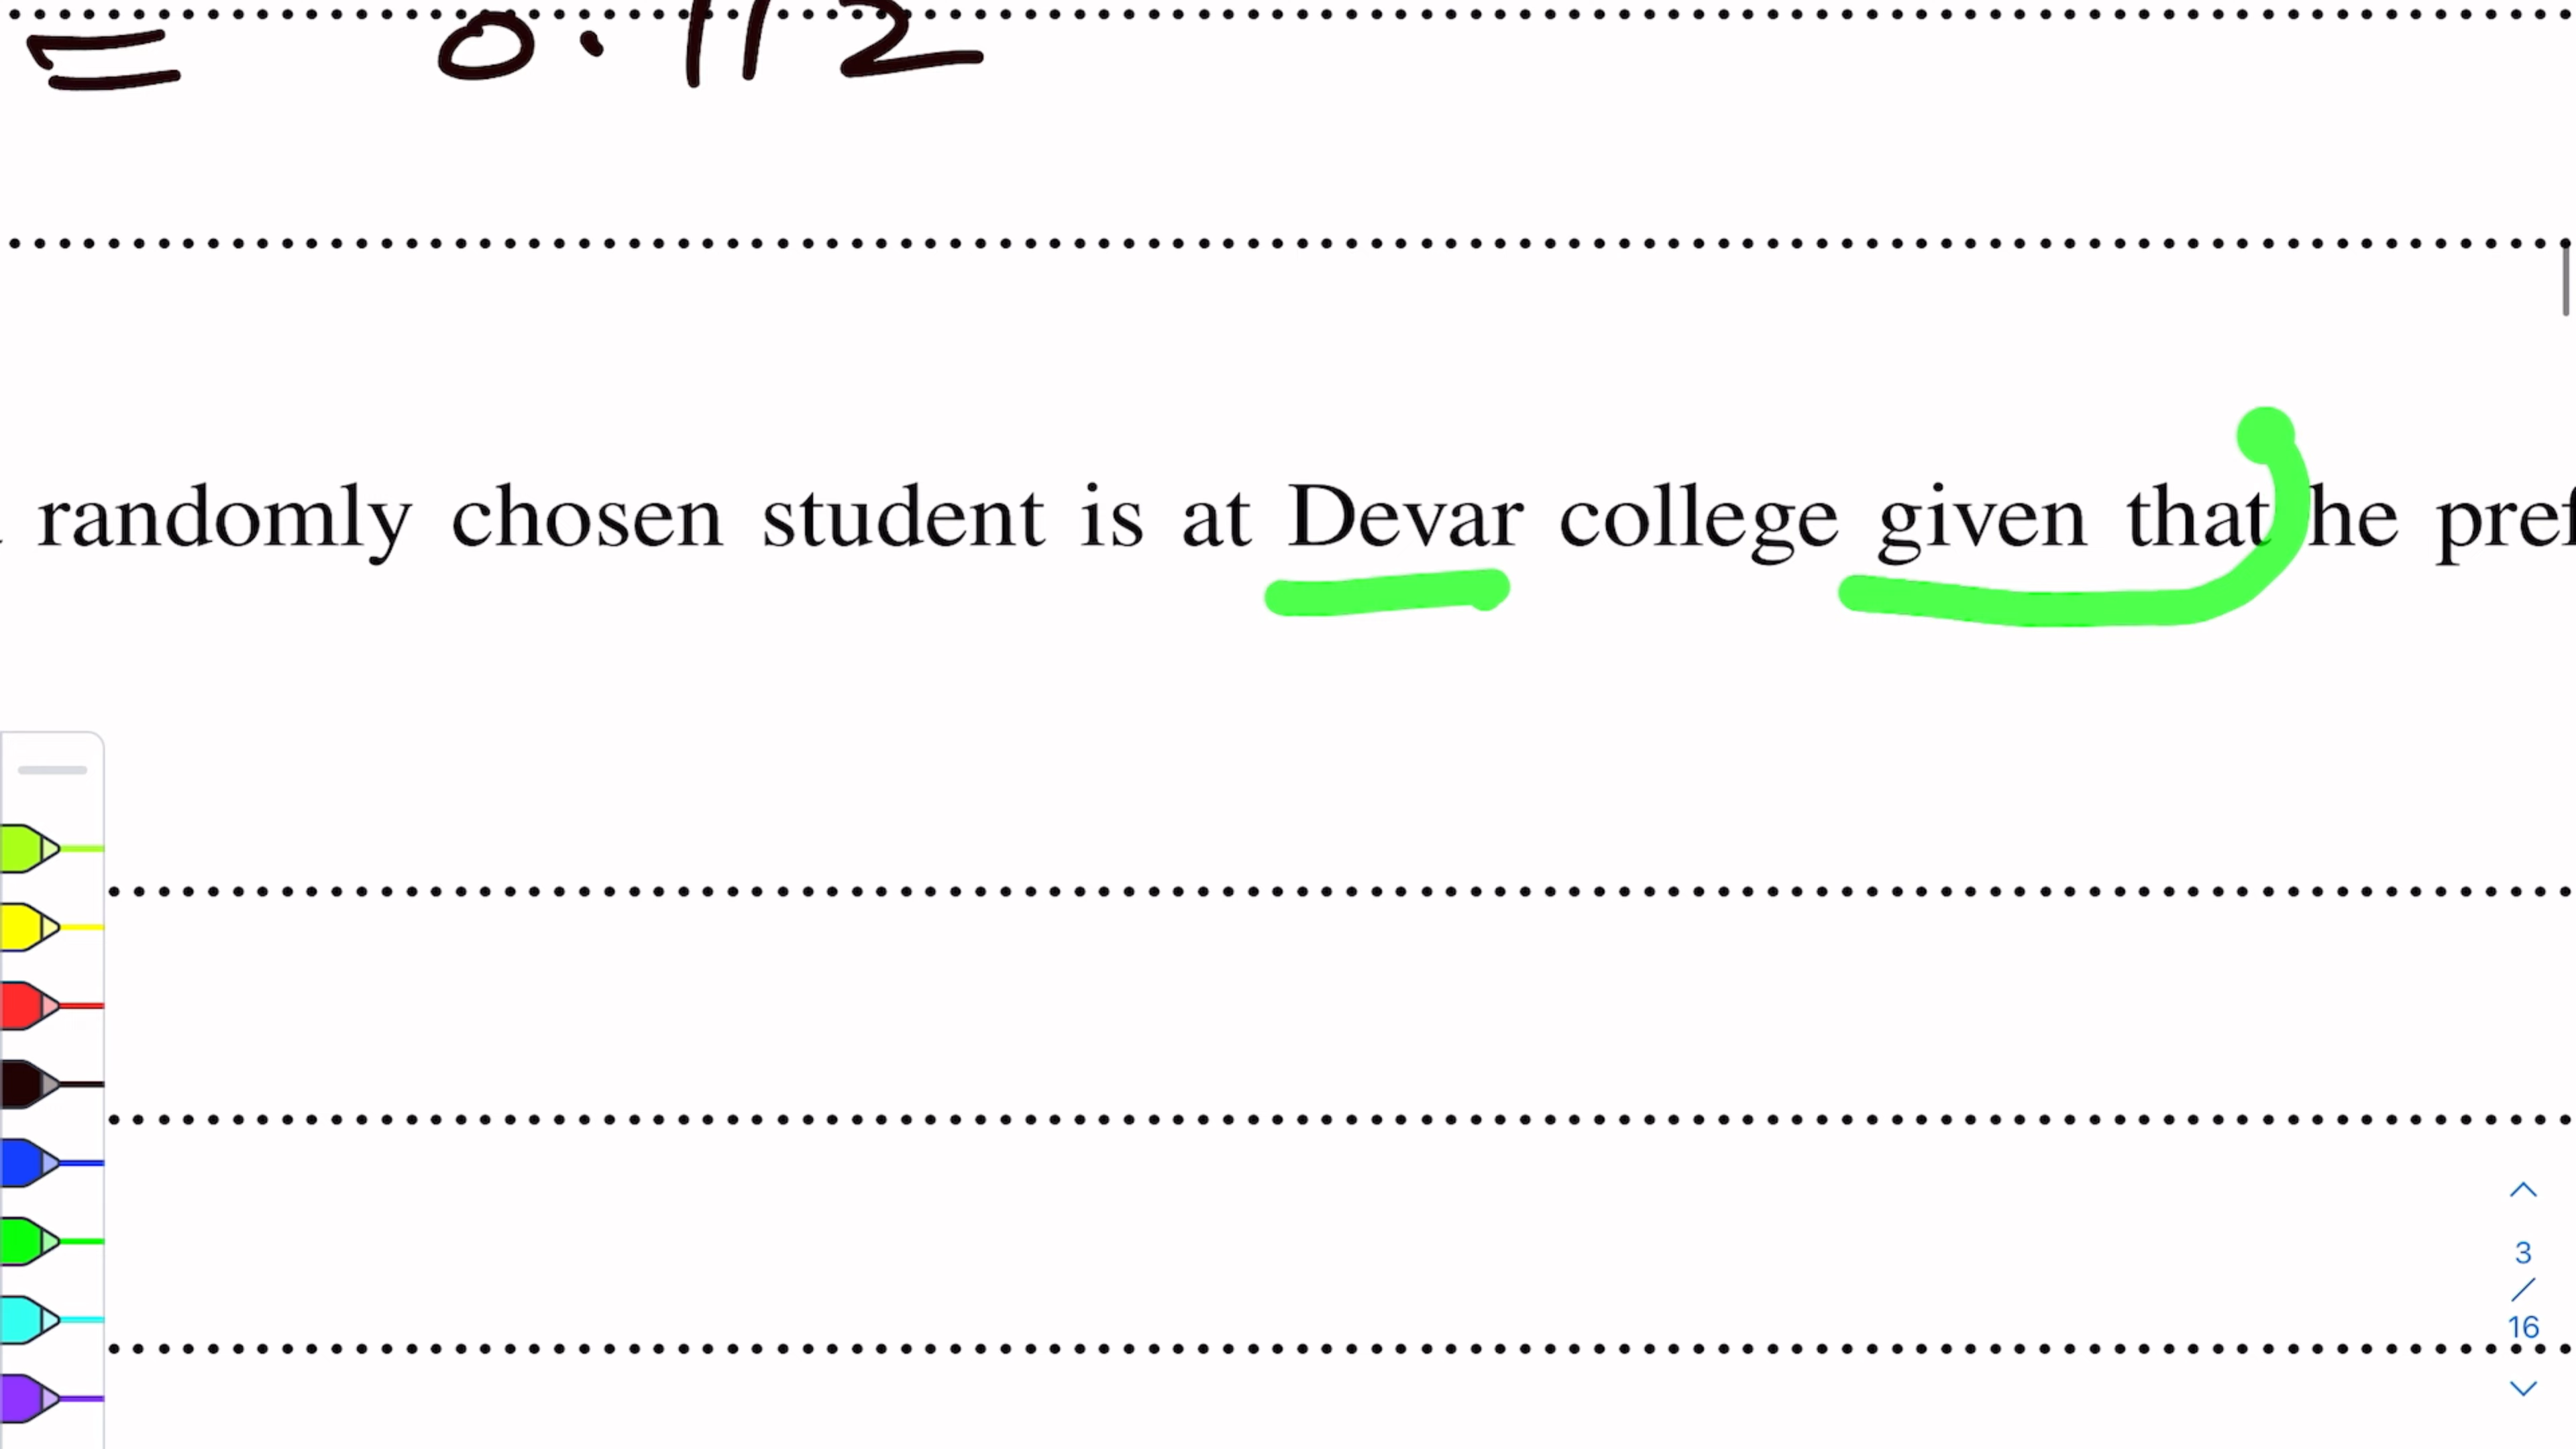 = 0.112
randomly chosen student is at Devar college given that he pref
3
/
16